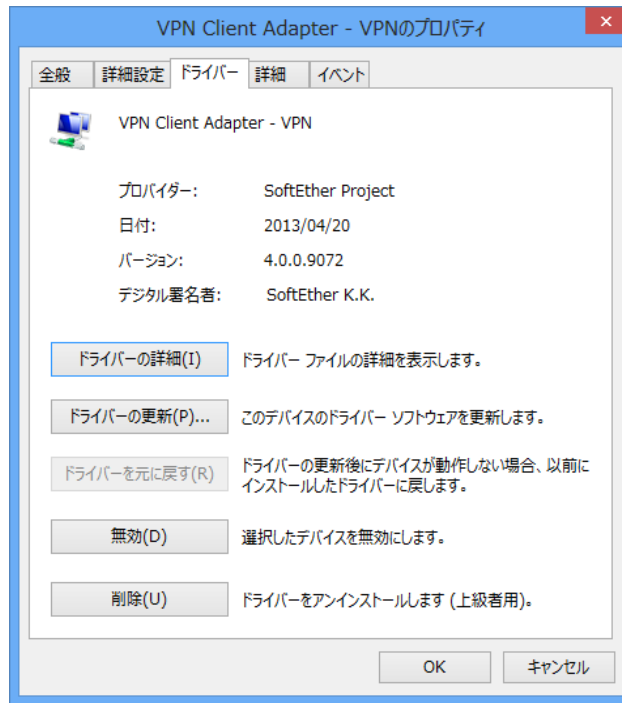 VPN Client Adapter - VPNのプロパティ
全般 詳細設定 ドライバー 詳細 イベント
VPN Client Adapter - VPN
プロバイダー: SoftEther Project
日付: 2013/04/20
バージョン: 4.0.0.9072
デジタル署名者: SoftEther K.K.
ドライバーの詳細(I) ドライバー ファイルの詳細を表示します。
ドライバーの更新(P)... このデバイスのドライバー ソフトウェアを更新します。
ドライバーを元に戻す(R) ドライバーの更新後にデバイスが動作しない場合、以前に
インストールしたドライバーに戻します。
無効(D) 選択したデバイスを無効にします。
削除(U) ドライバーをアンインストールします (上級者用)。
OK キャンセル